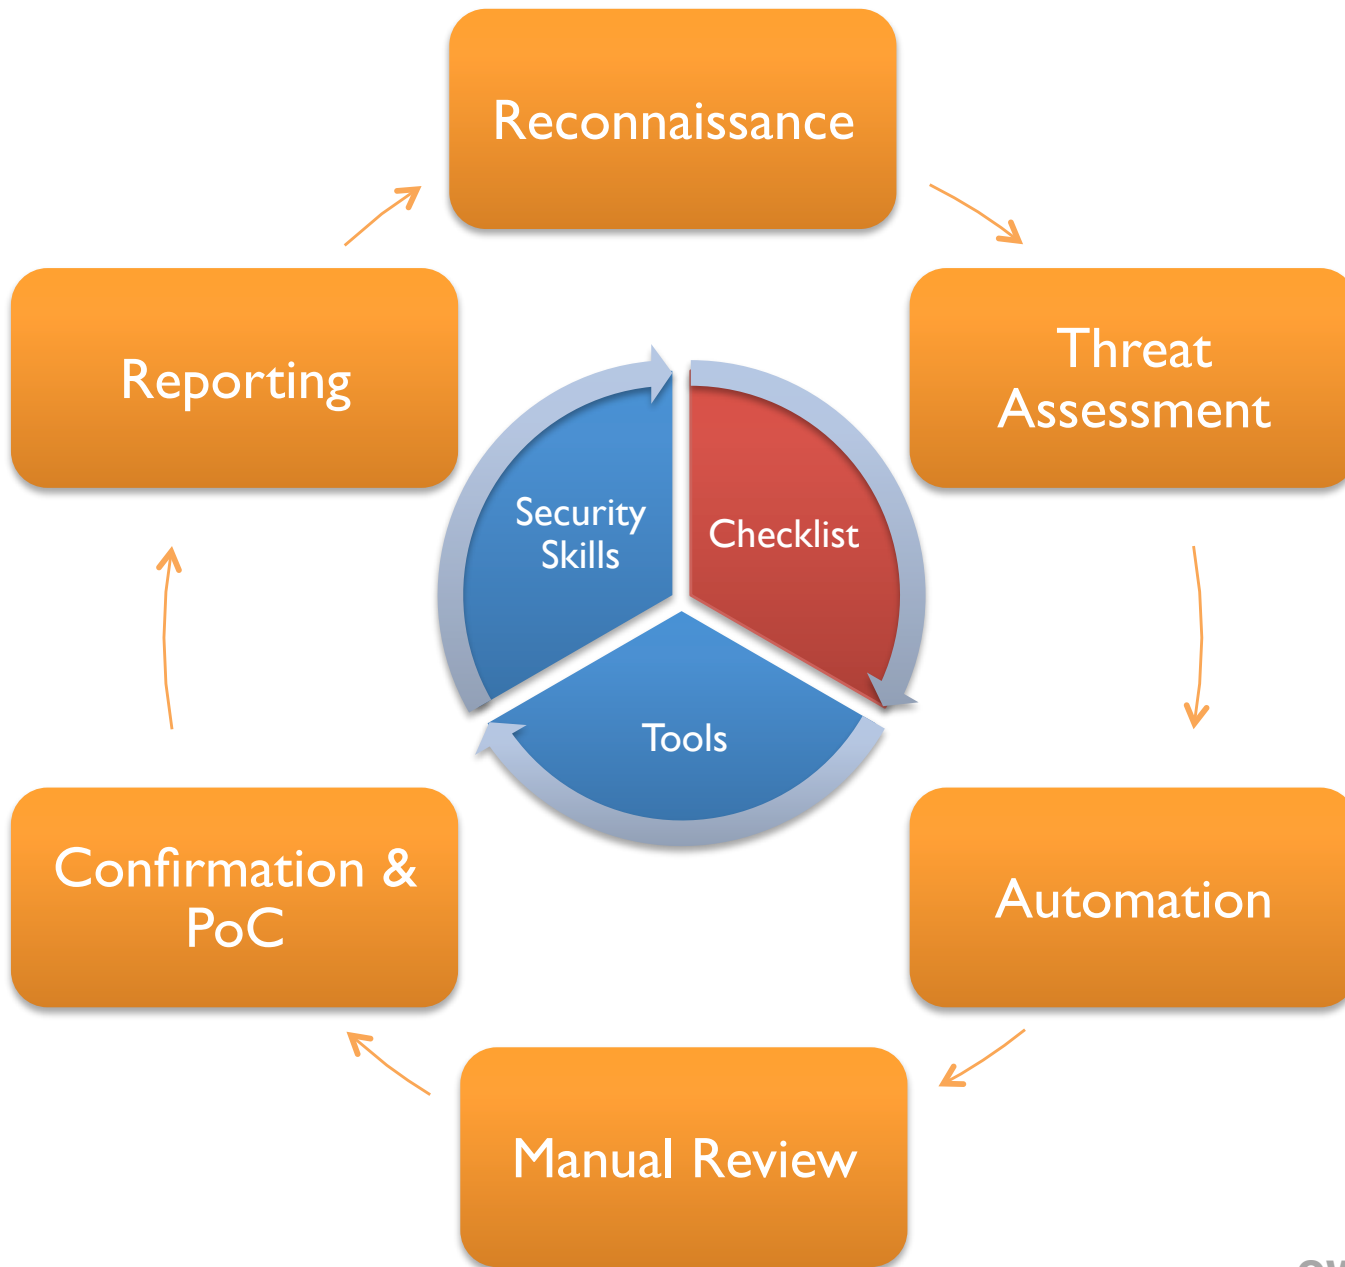 Reconnaissance
Threat
Assessment
Automation
Manual Review
Confirmation &
PoC
Reporting
Security
Skills
Checklist
Tools